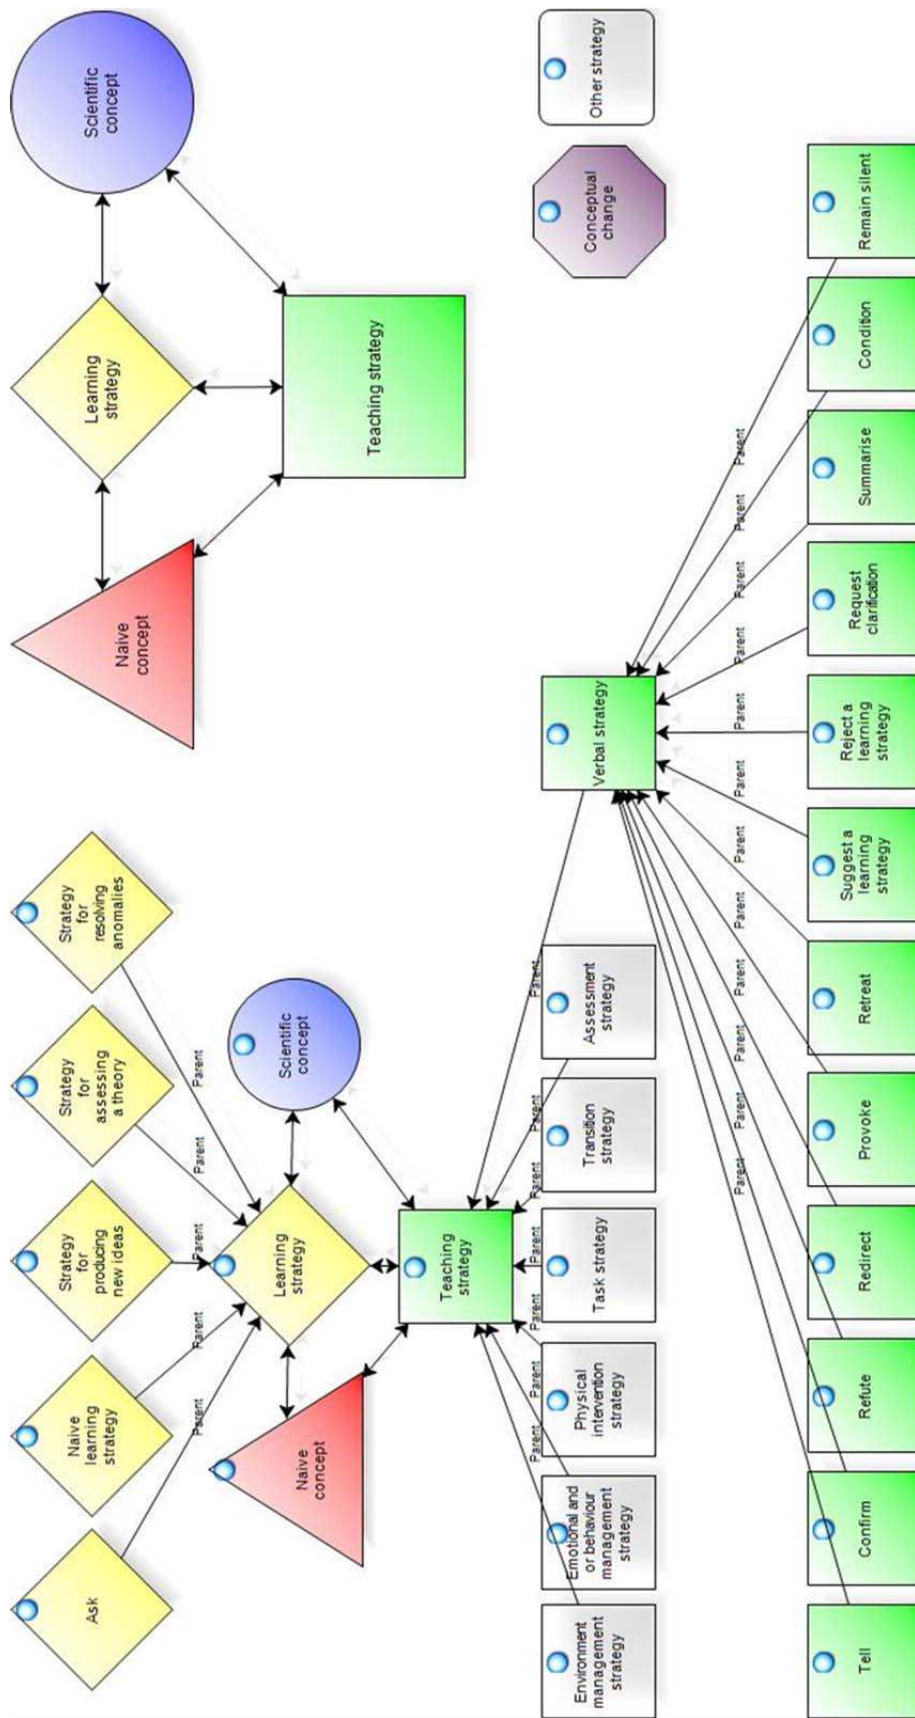 Ask
Naive
learning
strategy
Strategy
for
producing
new ideas
Strategy
for
assessing
a theory
Strategy
for
resolving
anomalies
Naive
concept
Learning
strategy
Scientific
concept
Parent
Parent
Parent
Parent
Parent
Naive
concept
Learning
strategy
Scientific
concept
Teaching strategy
Teaching
strategy
Parent
Parent
Parent
Parent
Parent
Parent
Parent
Environment
management
strategy
Emotional and
or behaviour
management
strategy
Physical
intervention
strategy
Task strategy
Transition
strategy
Assessment
strategy
Verbal strategy
Conceptual
change
Other strategy
Parent
Parent
Parent
Parent
Parent
Parent
Parent
Parent
Parent
Parent
Parent
Parent
Tell
Confirm
Refute
Redirect
Provoke
Retreat
Suggest a
learning
strategy
Reject a
learning
strategy
Request
clarification
Summarise
Condition
Remain silent